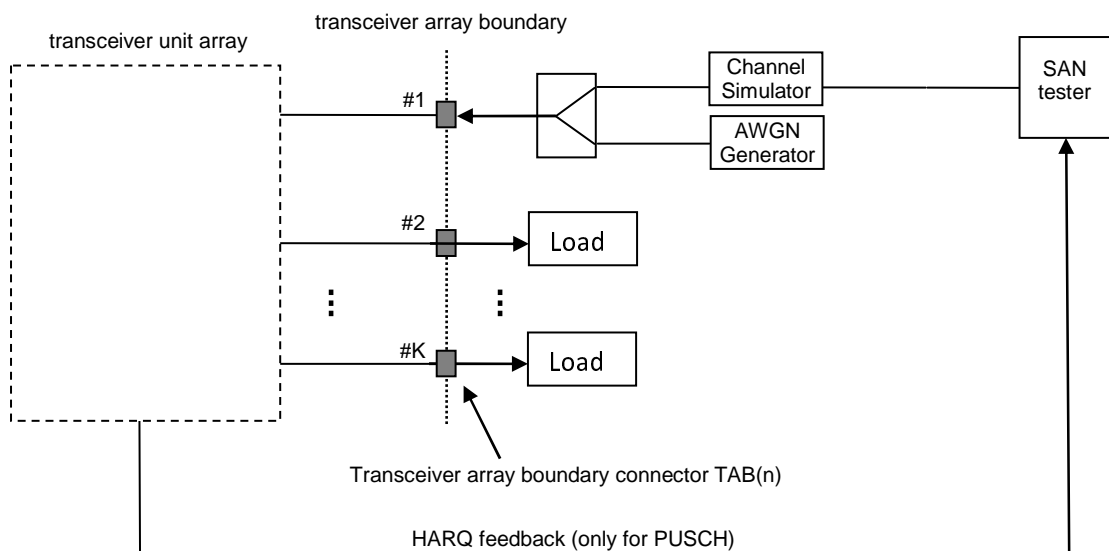 transceiver array boundary
transceiver unit array
Channel
Simulator
SAN
tester
#1
AWGN
Generator
#2
Load
#K
Load
Transceiver array boundary connector TAB(n)
HARQ feedback (only for PUSCH)